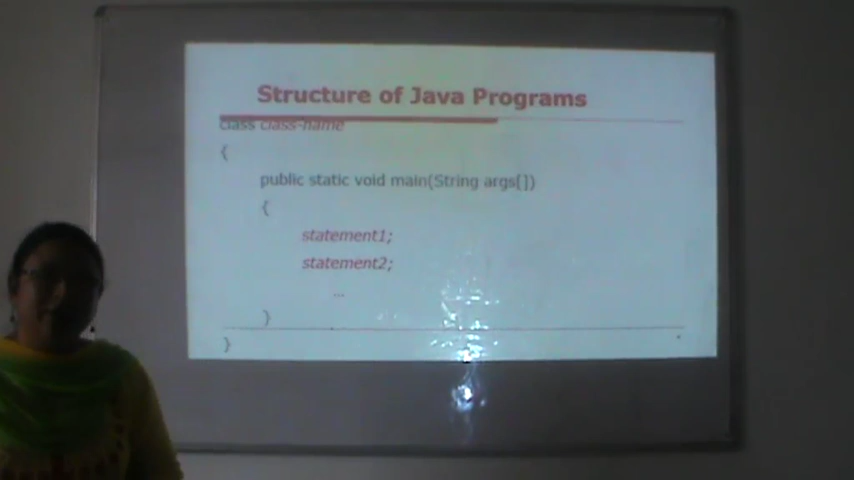 Structure of Java Programs
class class-name
{
public static void main(String args[])
{
statement1;
statement2;
...
}
}